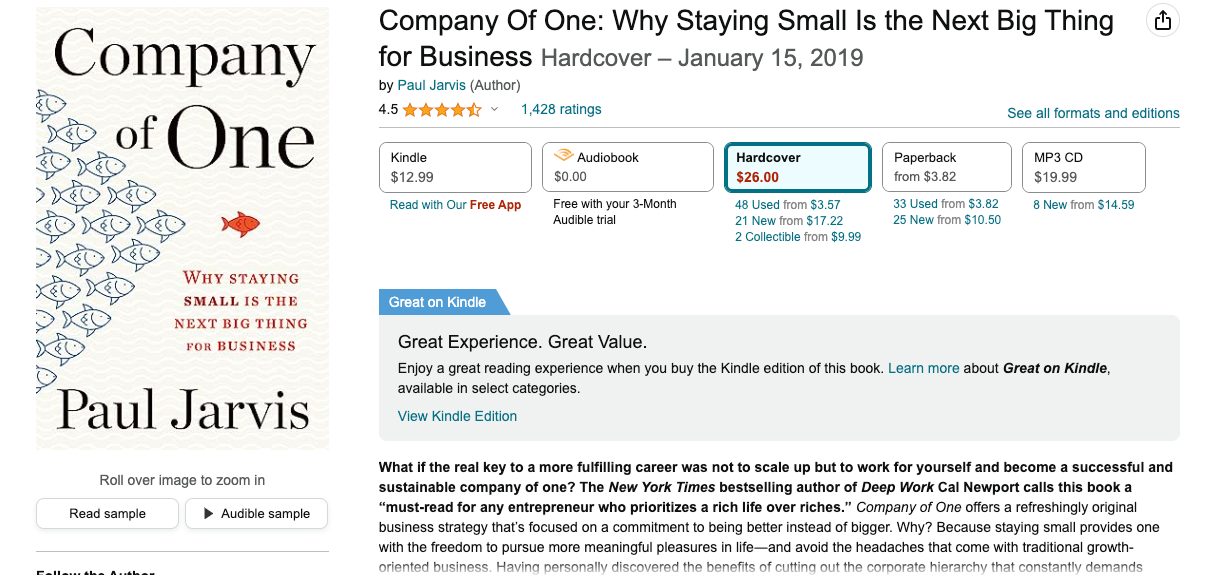 Company
of One
WHY STAYING
SMALL IS THE
NEXT BIG THING
FOR BUSINESS
Paul Jarvis
Roll over image to zoom in
Read sample
Audible sample
Follow the Author
Company Of One: Why Staying Small Is the Next Big Thing
for Business Hardcover – January 15, 2019
by Paul Jarvis (Author)
4.5
1,428 ratings
See all formats and editions
Kindle
$12.99
Read with Our Free App
Audiobook
$0.00
Free with your 3-Month
Audible trial
Hardcover
$26.00
48 Used from $3.57
21 New from $17.22
2 Collectible from $9.99
Paperback
from $3.82
33 Used from $3.82
25 New from $10.50
MP3 CD
$19.99
8 New from $14.59
Great on Kindle
Great Experience. Great Value.
Enjoy a great reading experience when you buy the Kindle edition of this book. Learn more about Great on Kindle,
available in select categories.
View Kindle Edition
What if the real key to a more fulfilling career was not to scale up but to work for yourself and become a successful and
sustainable company of one? The New York Times bestselling author of Deep Work Cal Newport calls this book a
“must-read for any entrepreneur who prioritizes a rich life over riches.” Company of One offers a refreshingly original
business strategy that’s focused on a commitment to being better instead of bigger. Why? Because staying small provides one
with the freedom to pursue more meaningful pleasures in life—and avoid the headaches that come with traditional growth-
oriented business. Having personally discovered the benefits of cutting out the corporate hierarchy that constantly demands